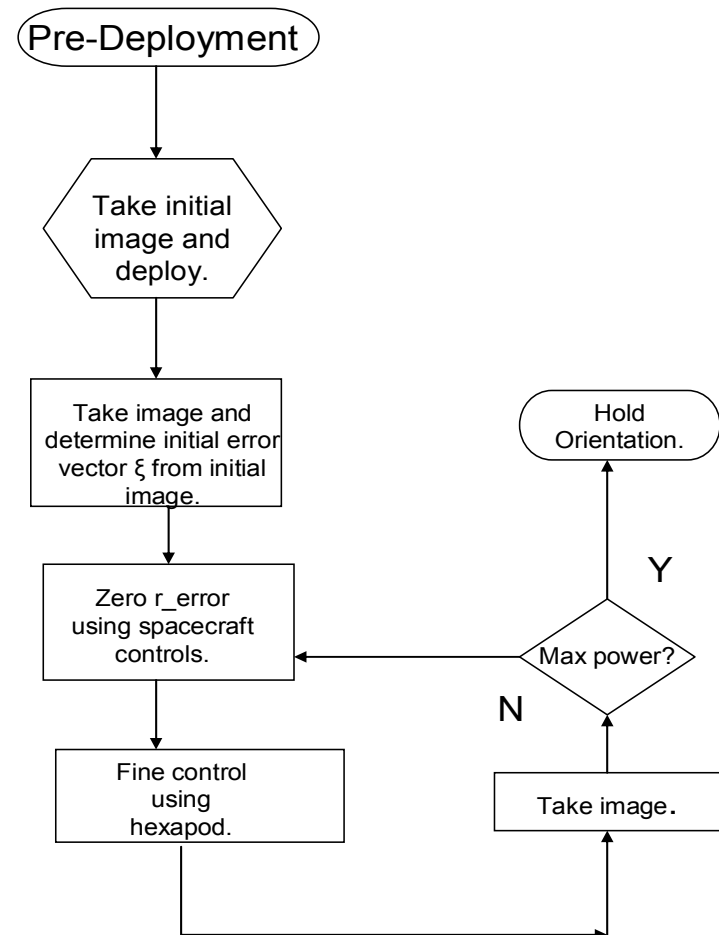 Pre-Deployment
Take initial
image and
deploy.
Take image and
determine initial error
vector ξ from initial
image.
Zero r_error
using spacecraft
controls.
Fine control
using
hexapod.
Take image.
Max power?
N
Y
Hold
Orientation.